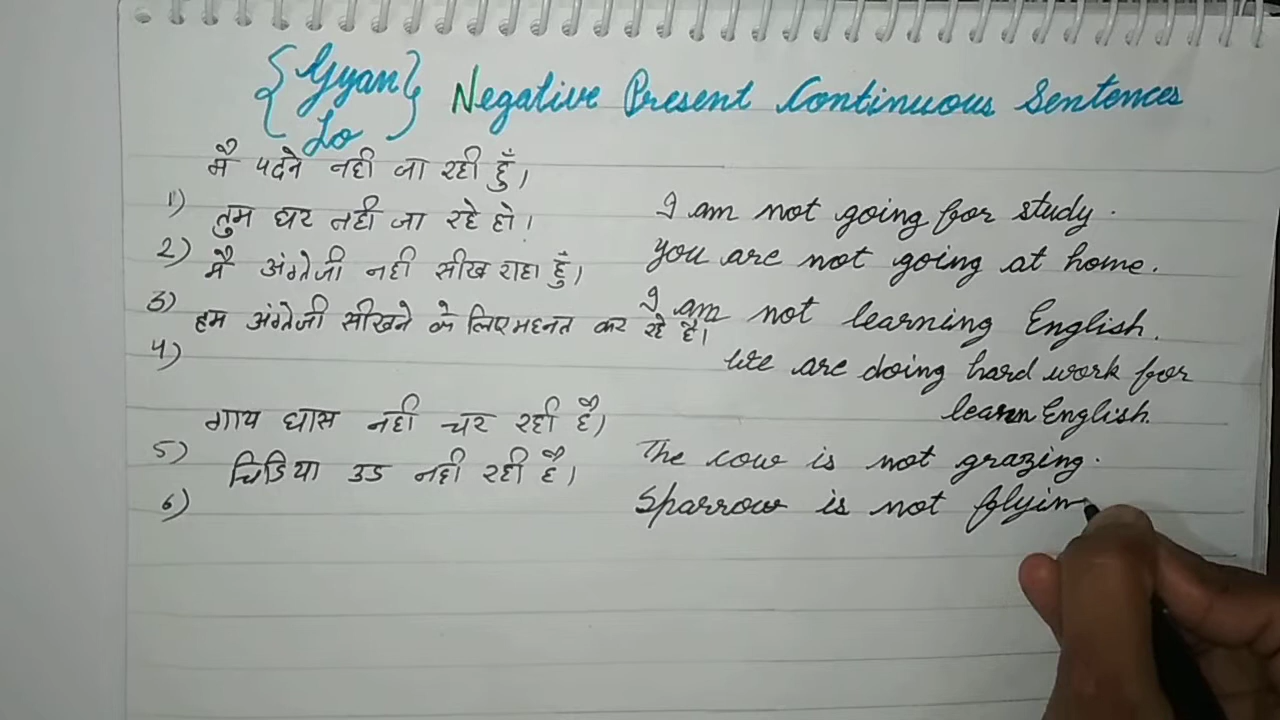 {Gyan} Negative Present Continuous Sentences
Lo
मै पढने नही जा रही हुँ।
1) तुम घर नही जा रहे हो। I am not going for study.
2) मै अंग्रेजी नही सीख राहा हुँ। you are not going at home.
3) हम अंग्रेजी सीखने के लिए महनत कर रहे है। I am not learning English.
4) We are doing hard work for
learn English.
गाय घास नही चर रही है।
5) चिडिया उड नही रही है। The cow is not grazing.
6) Sparrow is not flyin